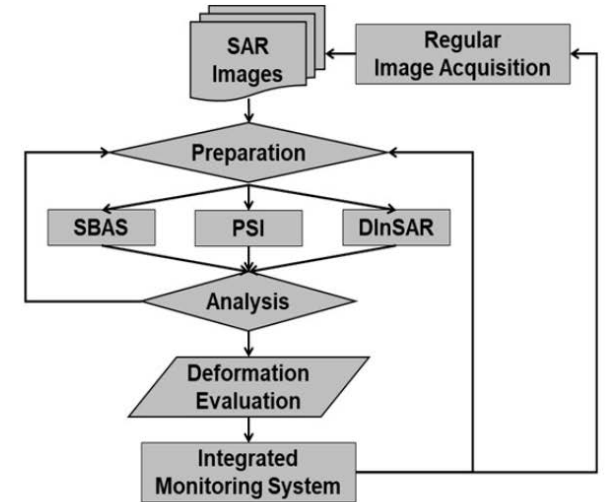 SAR
Images
Regular
Image Acquisition
Preparation
SBAS
PSI
DInSAR
Analysis
Deformation
Evaluation
Integrated
Monitoring System